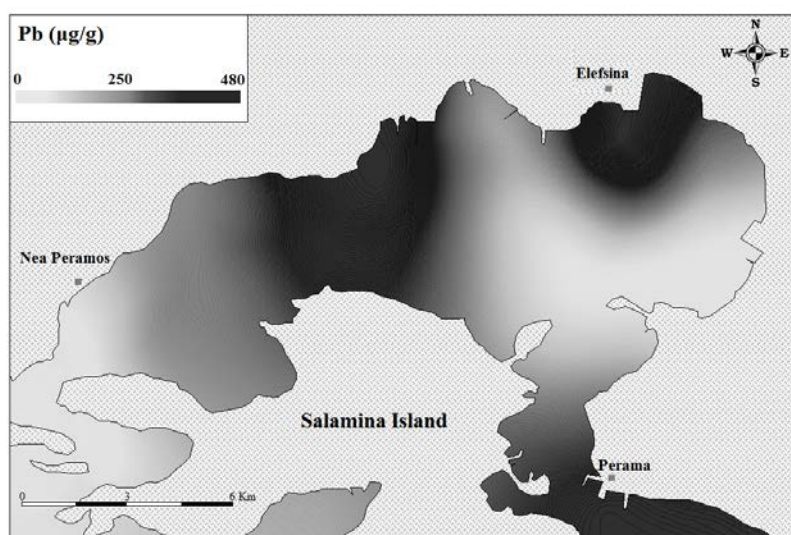 Pb (µg/g)
0 250 480
N
W E
S
Elefsina
Nea Peramos
Salamina Island
Perama
0 3 6 Km